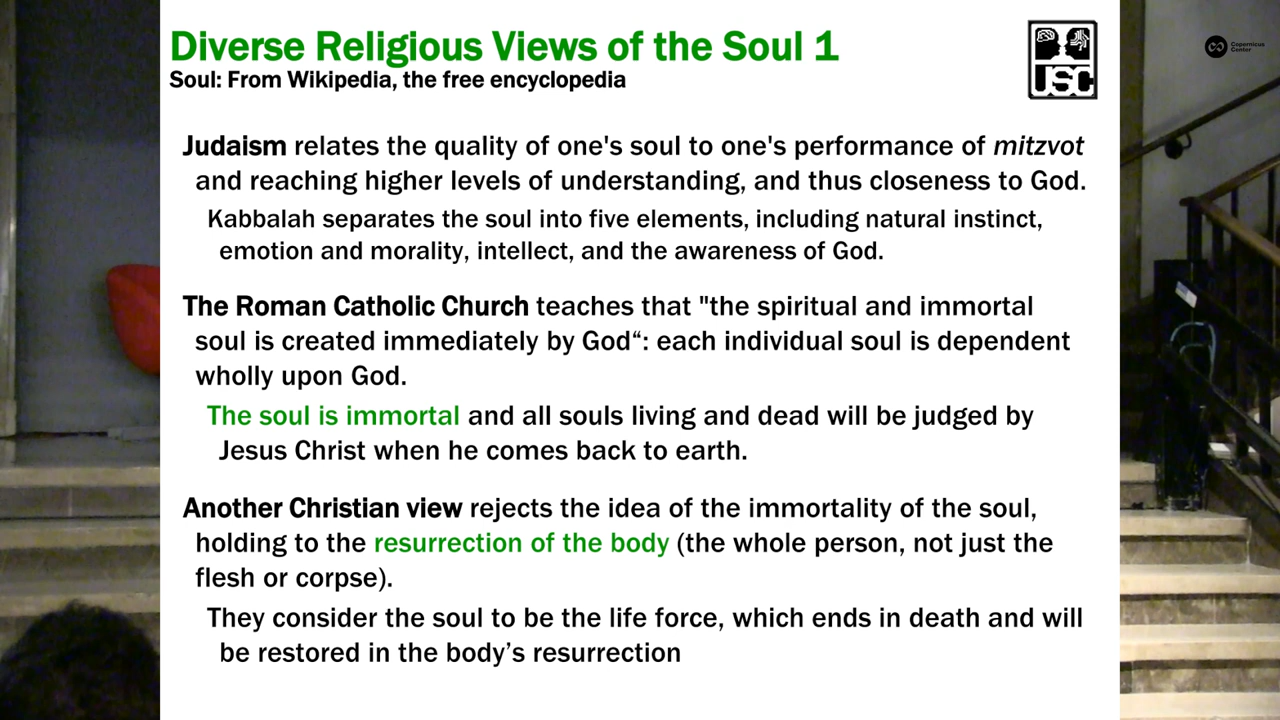 Diverse Religious Views of the Soul 1
Soul: From Wikipedia, the free encyclopedia
USC
Copernicus
Center
Judaism relates the quality of one's soul to one's performance of mitzvot
and reaching higher levels of understanding, and thus closeness to God.
Kabbalah separates the soul into five elements, including natural instinct,
emotion and morality, intellect, and the awareness of God.
The Roman Catholic Church teaches that "the spiritual and immortal
soul is created immediately by God“: each individual soul is dependent
wholly upon God.
The soul is immortal and all souls living and dead will be judged by
Jesus Christ when he comes back to earth.
Another Christian view rejects the idea of the immortality of the soul,
holding to the resurrection of the body (the whole person, not just the
flesh or corpse).
They consider the soul to be the life force, which ends in death and will
be restored in the body’s resurrection